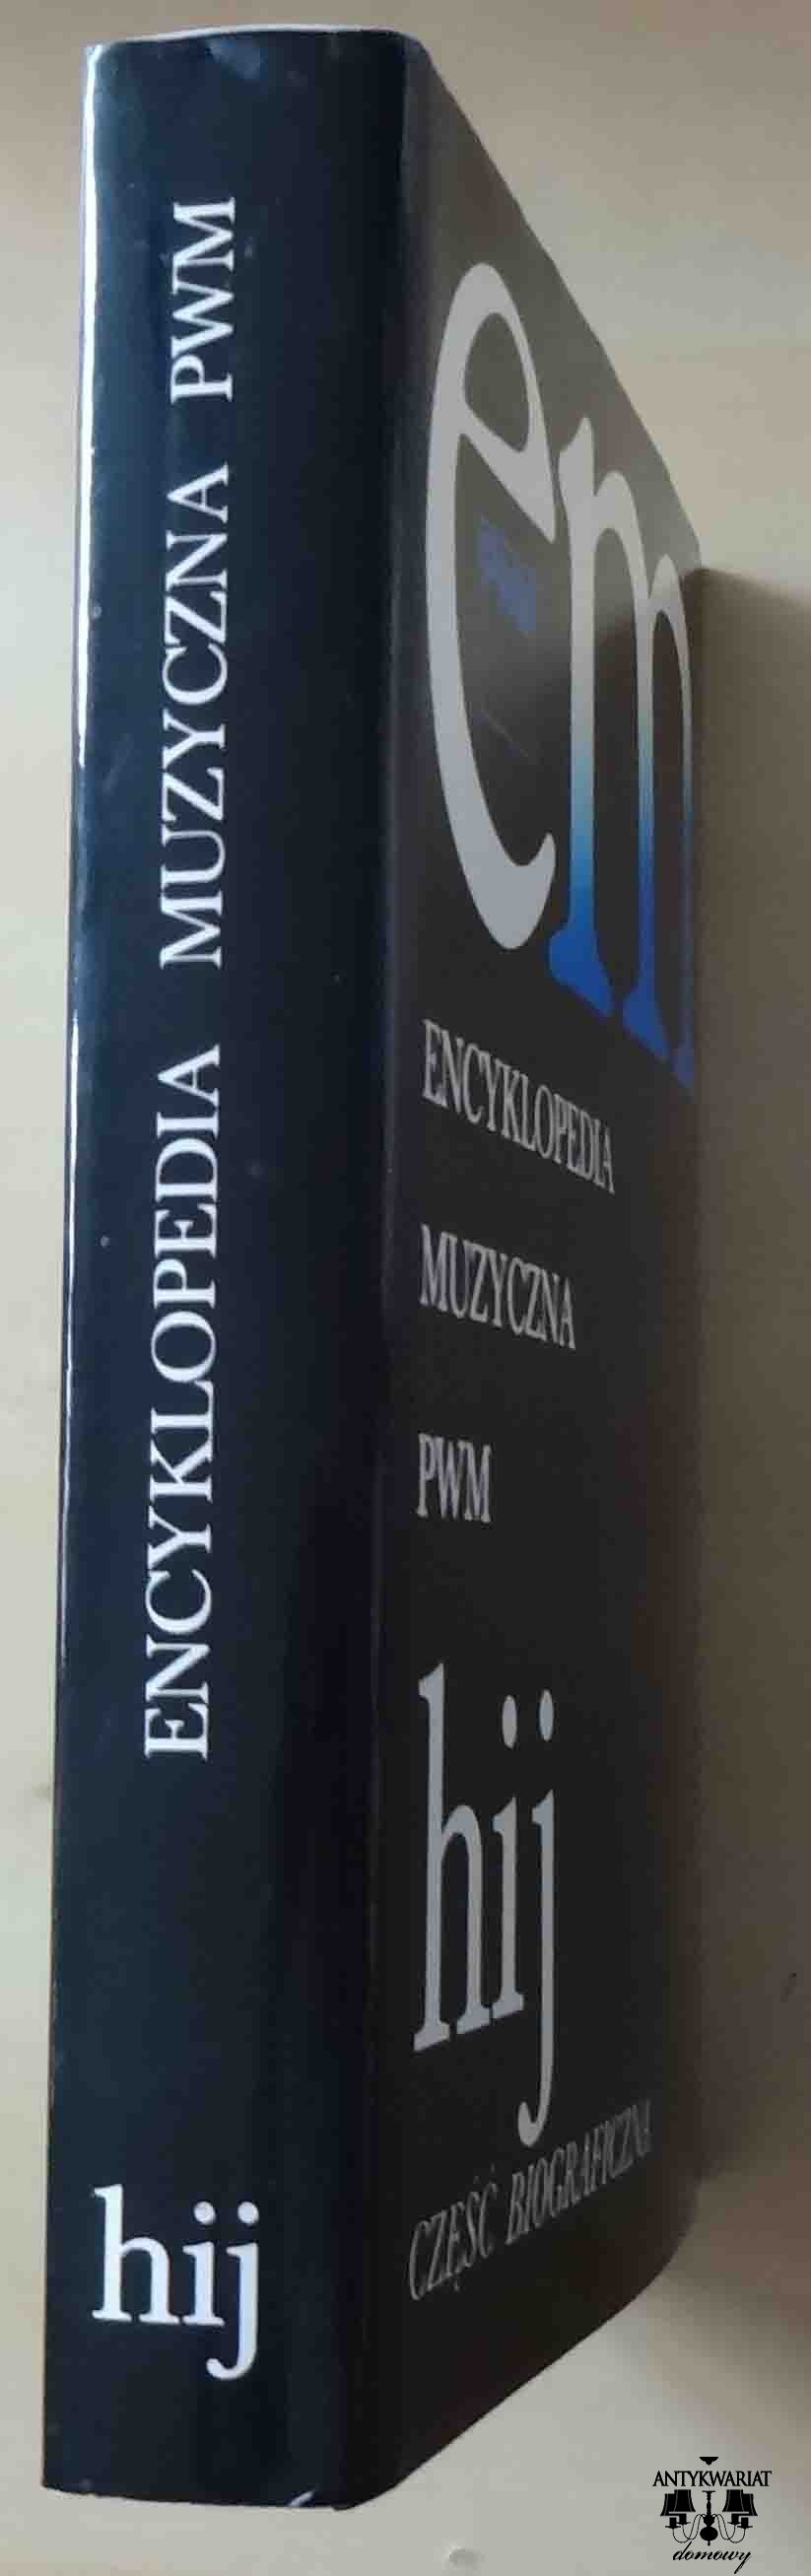 ENCYKLOPEDIA MUZYCZNA PWM
hij
em
ENCYKLOPEDIA
MUZYCZNA
PWM
hij
CZĘŚĆ BIOGRAFICZNA
ANTYKWARIAT
domowy